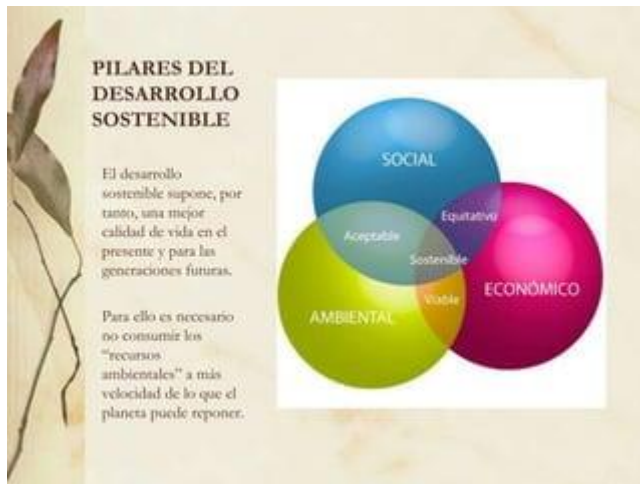 PILARES DEL
DESARROLLO
SOSTENIBLE
El desarrollo
sostenible supone, por
tanto, una mejor
calidad de vida en el
presente y para las
generaciones futuras.
Para ello es necesario
no consumir los
“recursos
ambientales” a más
velocidad de lo que el
planeta puede reponer.
SOCIAL
Equitativo
Aceptable
Sostenible
ECONÓMICO
Viable
AMBIENTAL